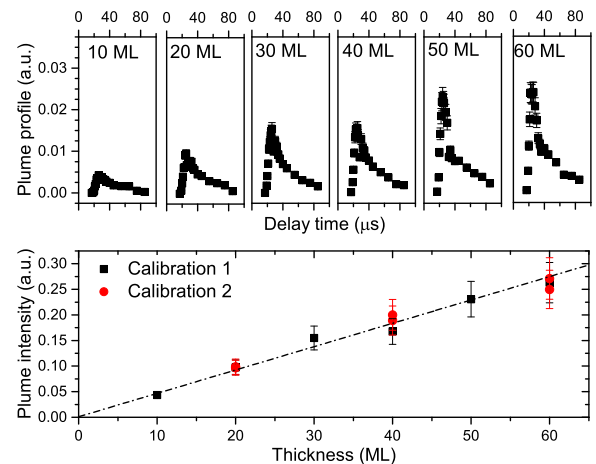 0 40 80 0 40 80 0 40 80 0 40 80 0 40 80 0 40 80
10 ML 20 ML 30 ML 40 ML 50 ML 60 ML
Plume profile (a.u.)
0.03
0.02
0.01
0.00
Delay time (μs)
Plume intensity (a.u.)
0.30
0.25
0.20
0.15
0.10
0.05
0.00
Calibration 1
Calibration 2
0 10 20 30 40 50 60
Thickness (ML)